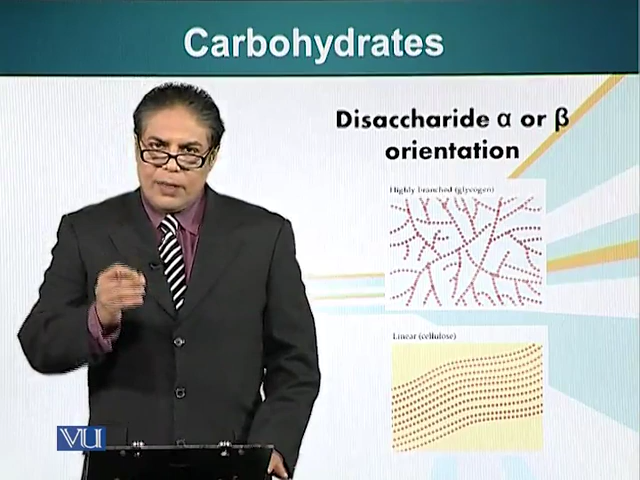 Carbohydrates
Disaccharide α or β
orientation
Highly branched (glycogen)
Linear (cellulose)
VU